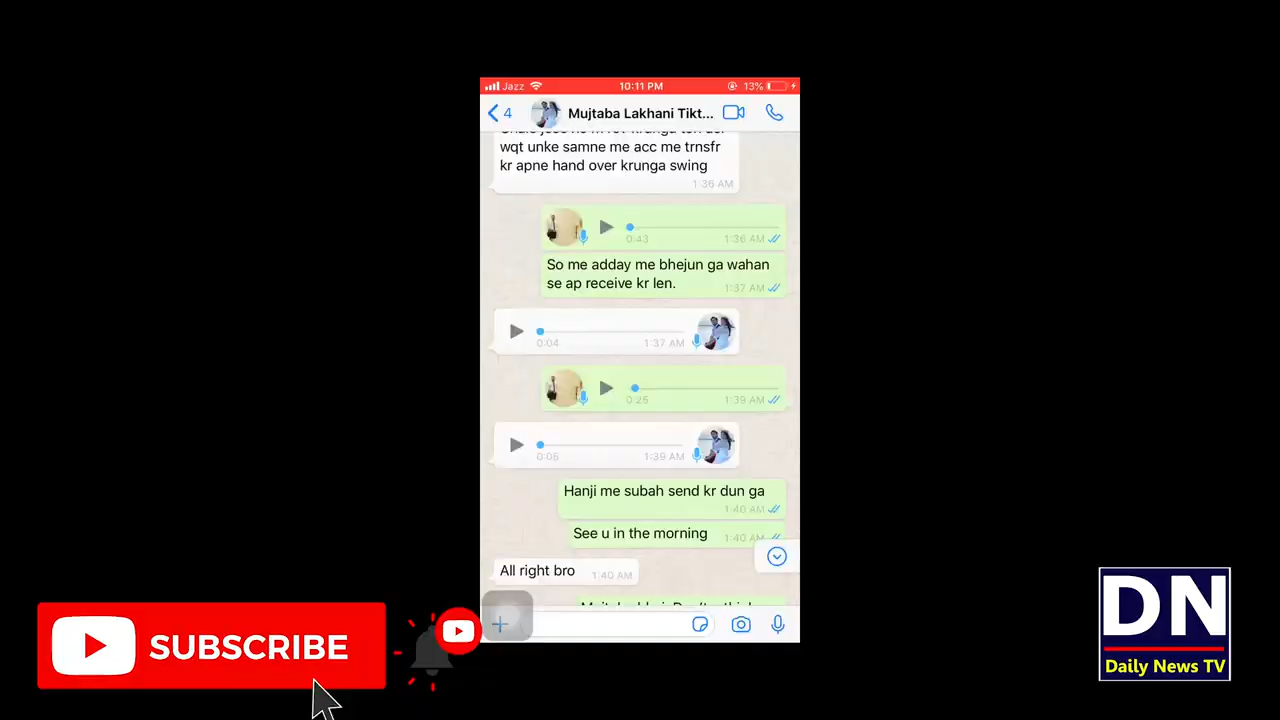 Jazz
10:11 PM
13%
4
Mujtaba Lakhani Tikt...
wqt unke samne me acc me trnsfr
kr apne hand over krunga swing
1:36 AM
0:43
1:36 AM
So me adday me bhejun ga wahan
se ap receive kr len.
1:37 AM
0:04
1:37 AM
0:25
1:39 AM
0:05
1:39 AM
Hanji me subah send kr dun ga
1:40 AM
See u in the morning
1:40 AM
All right bro
1:40 AM
SUBSCRIBE
DN
Daily News TV